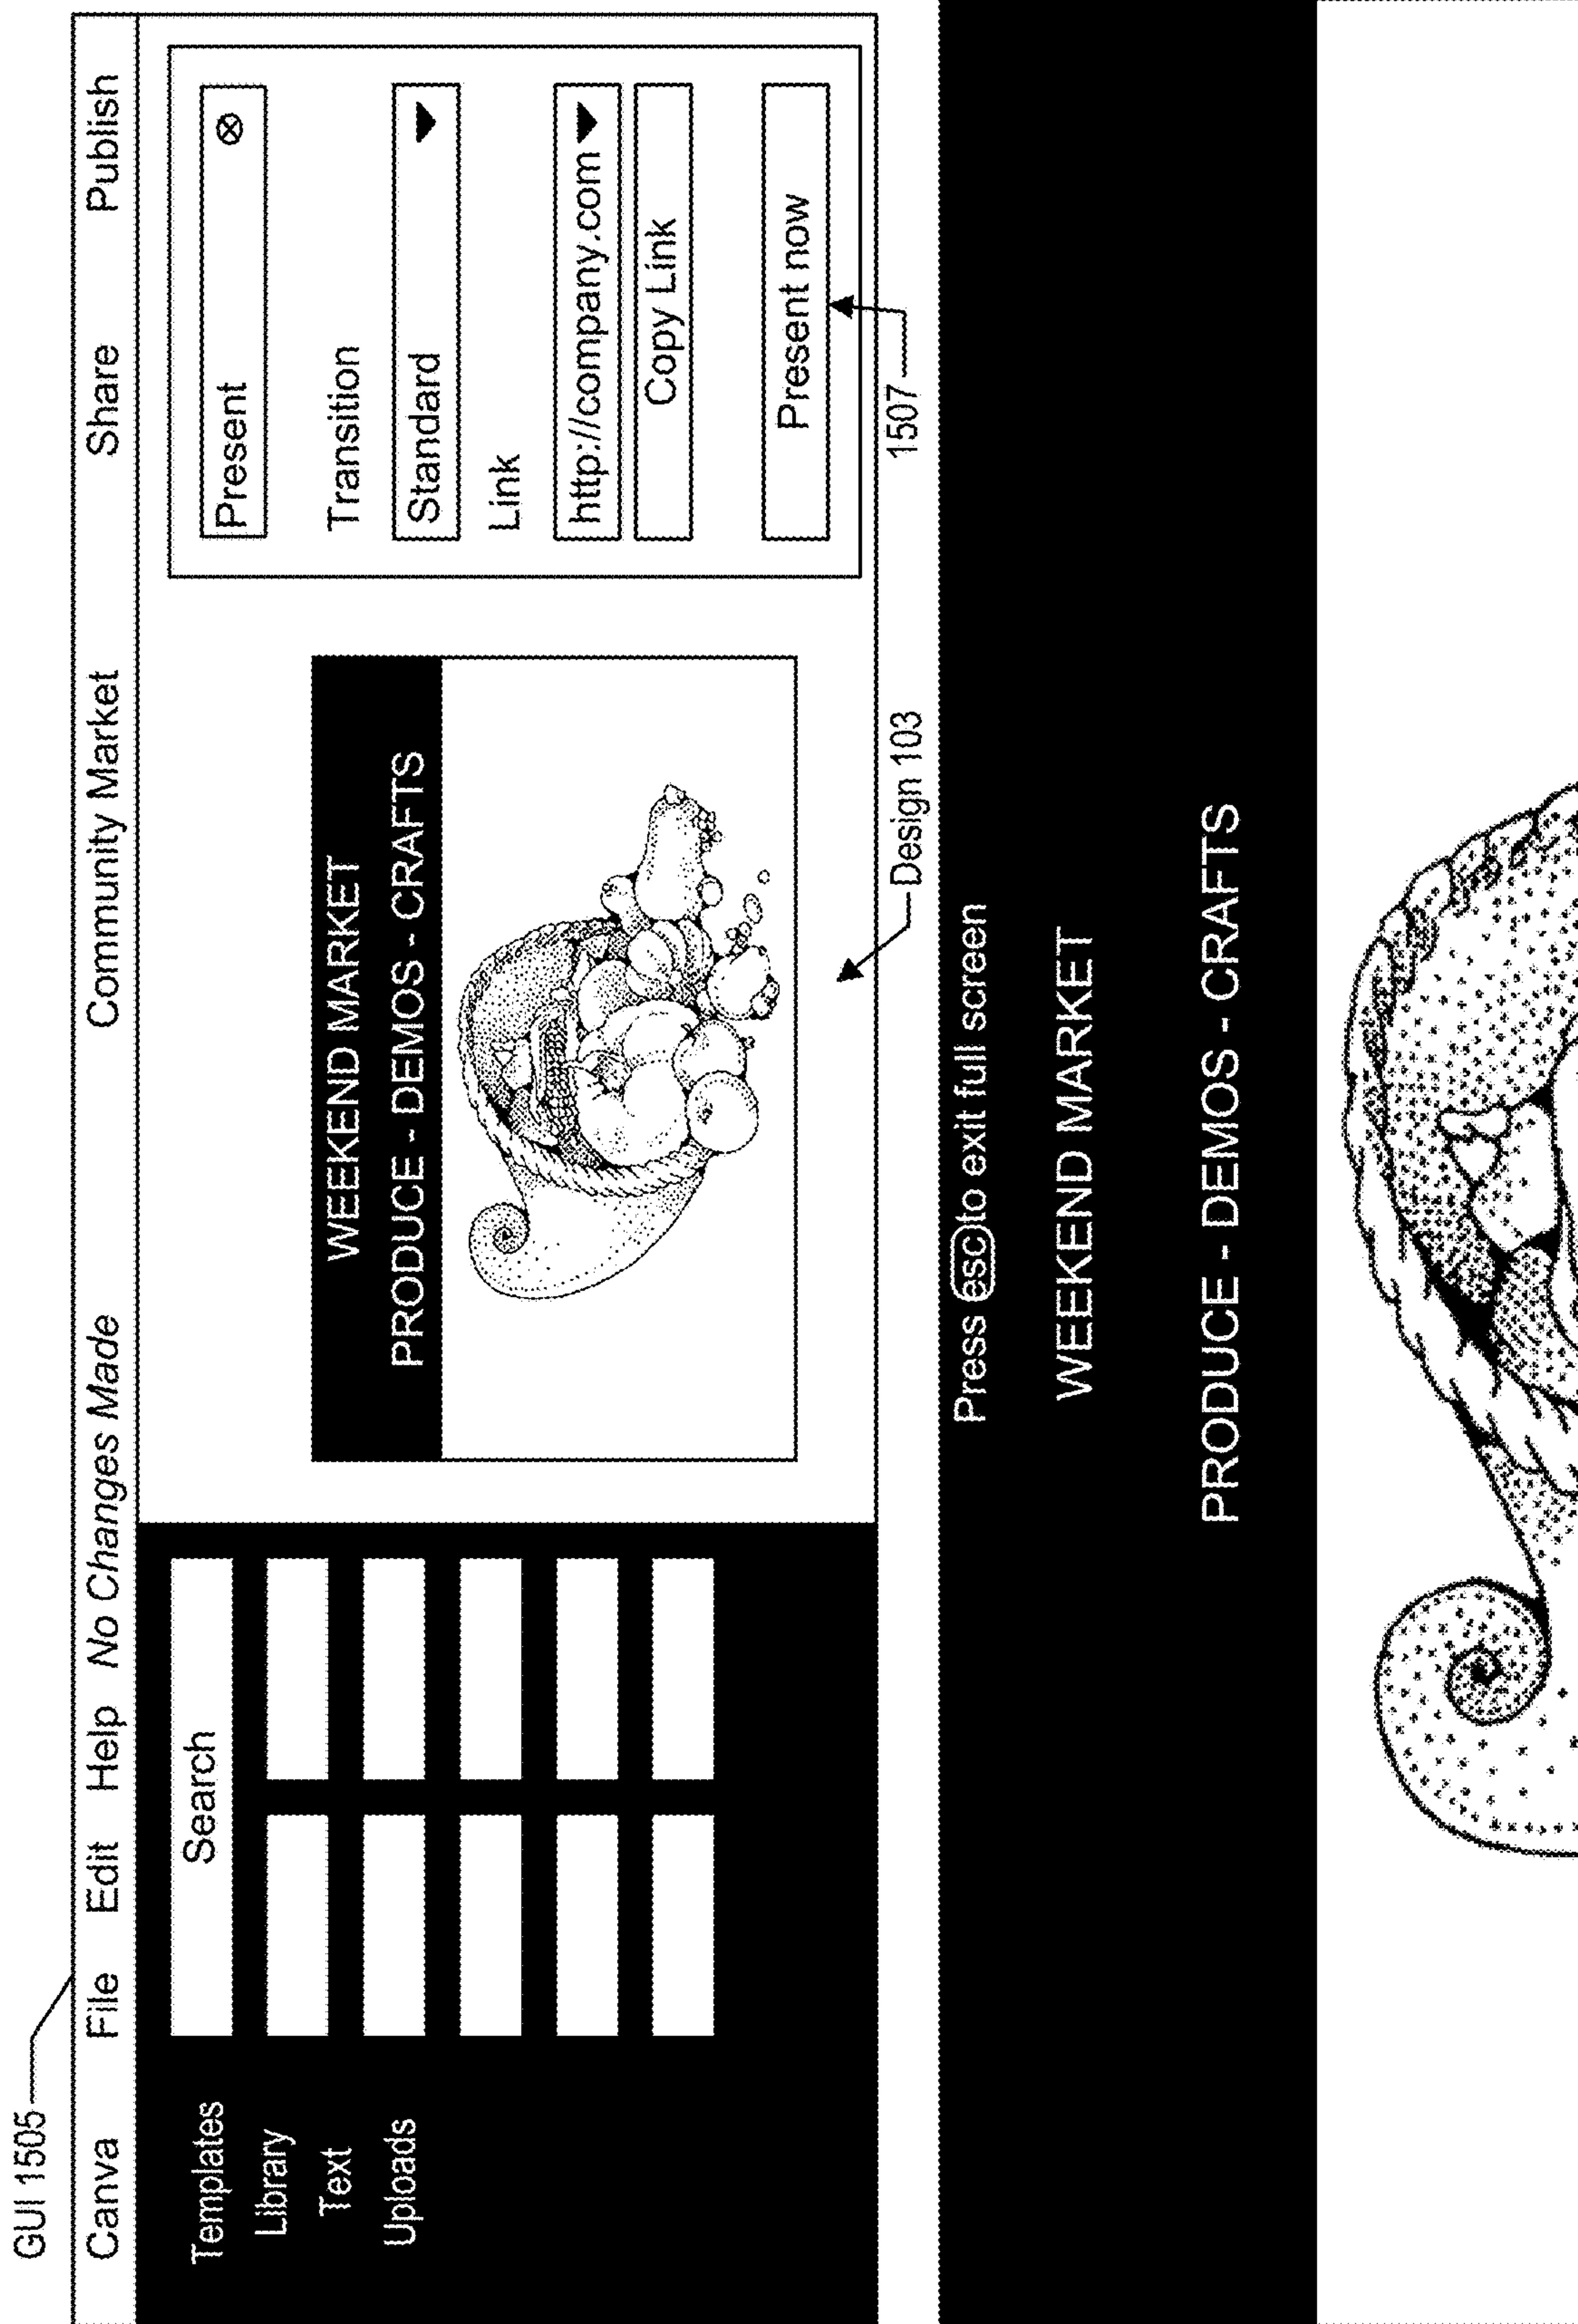 GUI 1505
Canva File Edit Help No Changes Made Community Market Share Publish
Templates
Library
Text
Uploads
Search
WEEKEND MARKET
PRODUCE - DEMOS - CRAFTS
Present
Transition
Standard
Link
http://company.com
Copy Link
Present now
1507
Design 103
Press esc to exit full screen
WEEKEND MARKET
PRODUCE - DEMOS - CRAFTS